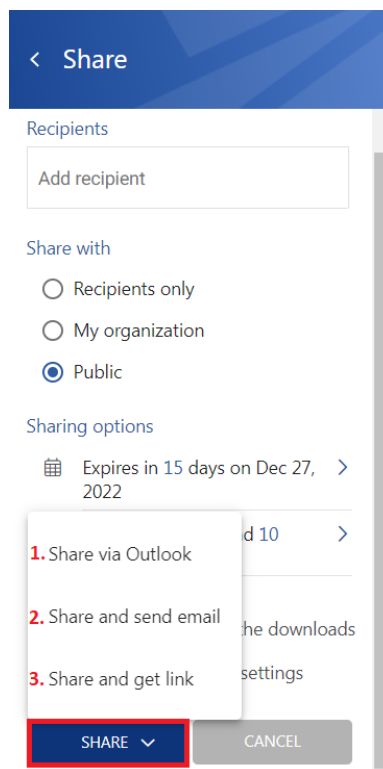 < Share
Recipients
Add recipient
Share with
Recipients only
My organization
Public
Sharing options
Expires in 15 days on Dec 27,
2022
d 10
1. Share via Outlook
2. Share and send email
he downloads
3. Share and get link
settings
SHARE
CANCEL